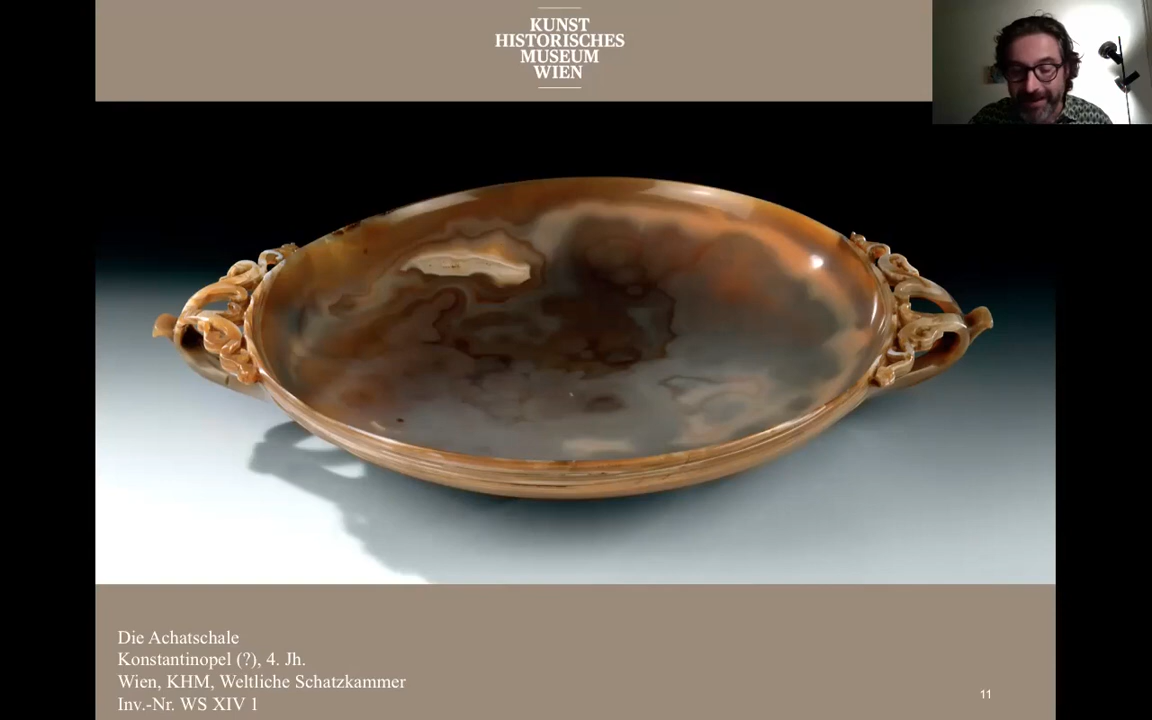 KUNST
HISTORISCHES
MUSEUM
WIEN
Die Achatschale
Konstantinopel (?), 4. Jh.
Wien, KHM, Weltliche Schatzkammer
Inv.-Nr. WS XIV 1
11